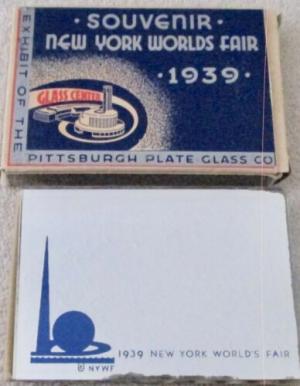 · SOUVENIR ·
NEW YORK WORLDS FAIR
· 1939 ·
EXHIBIT OF THE
GLASS CENTER
PITTSBURGH PLATE GLASS CO
1939 NEW YORK WORLD'S FAIR
© NYWF